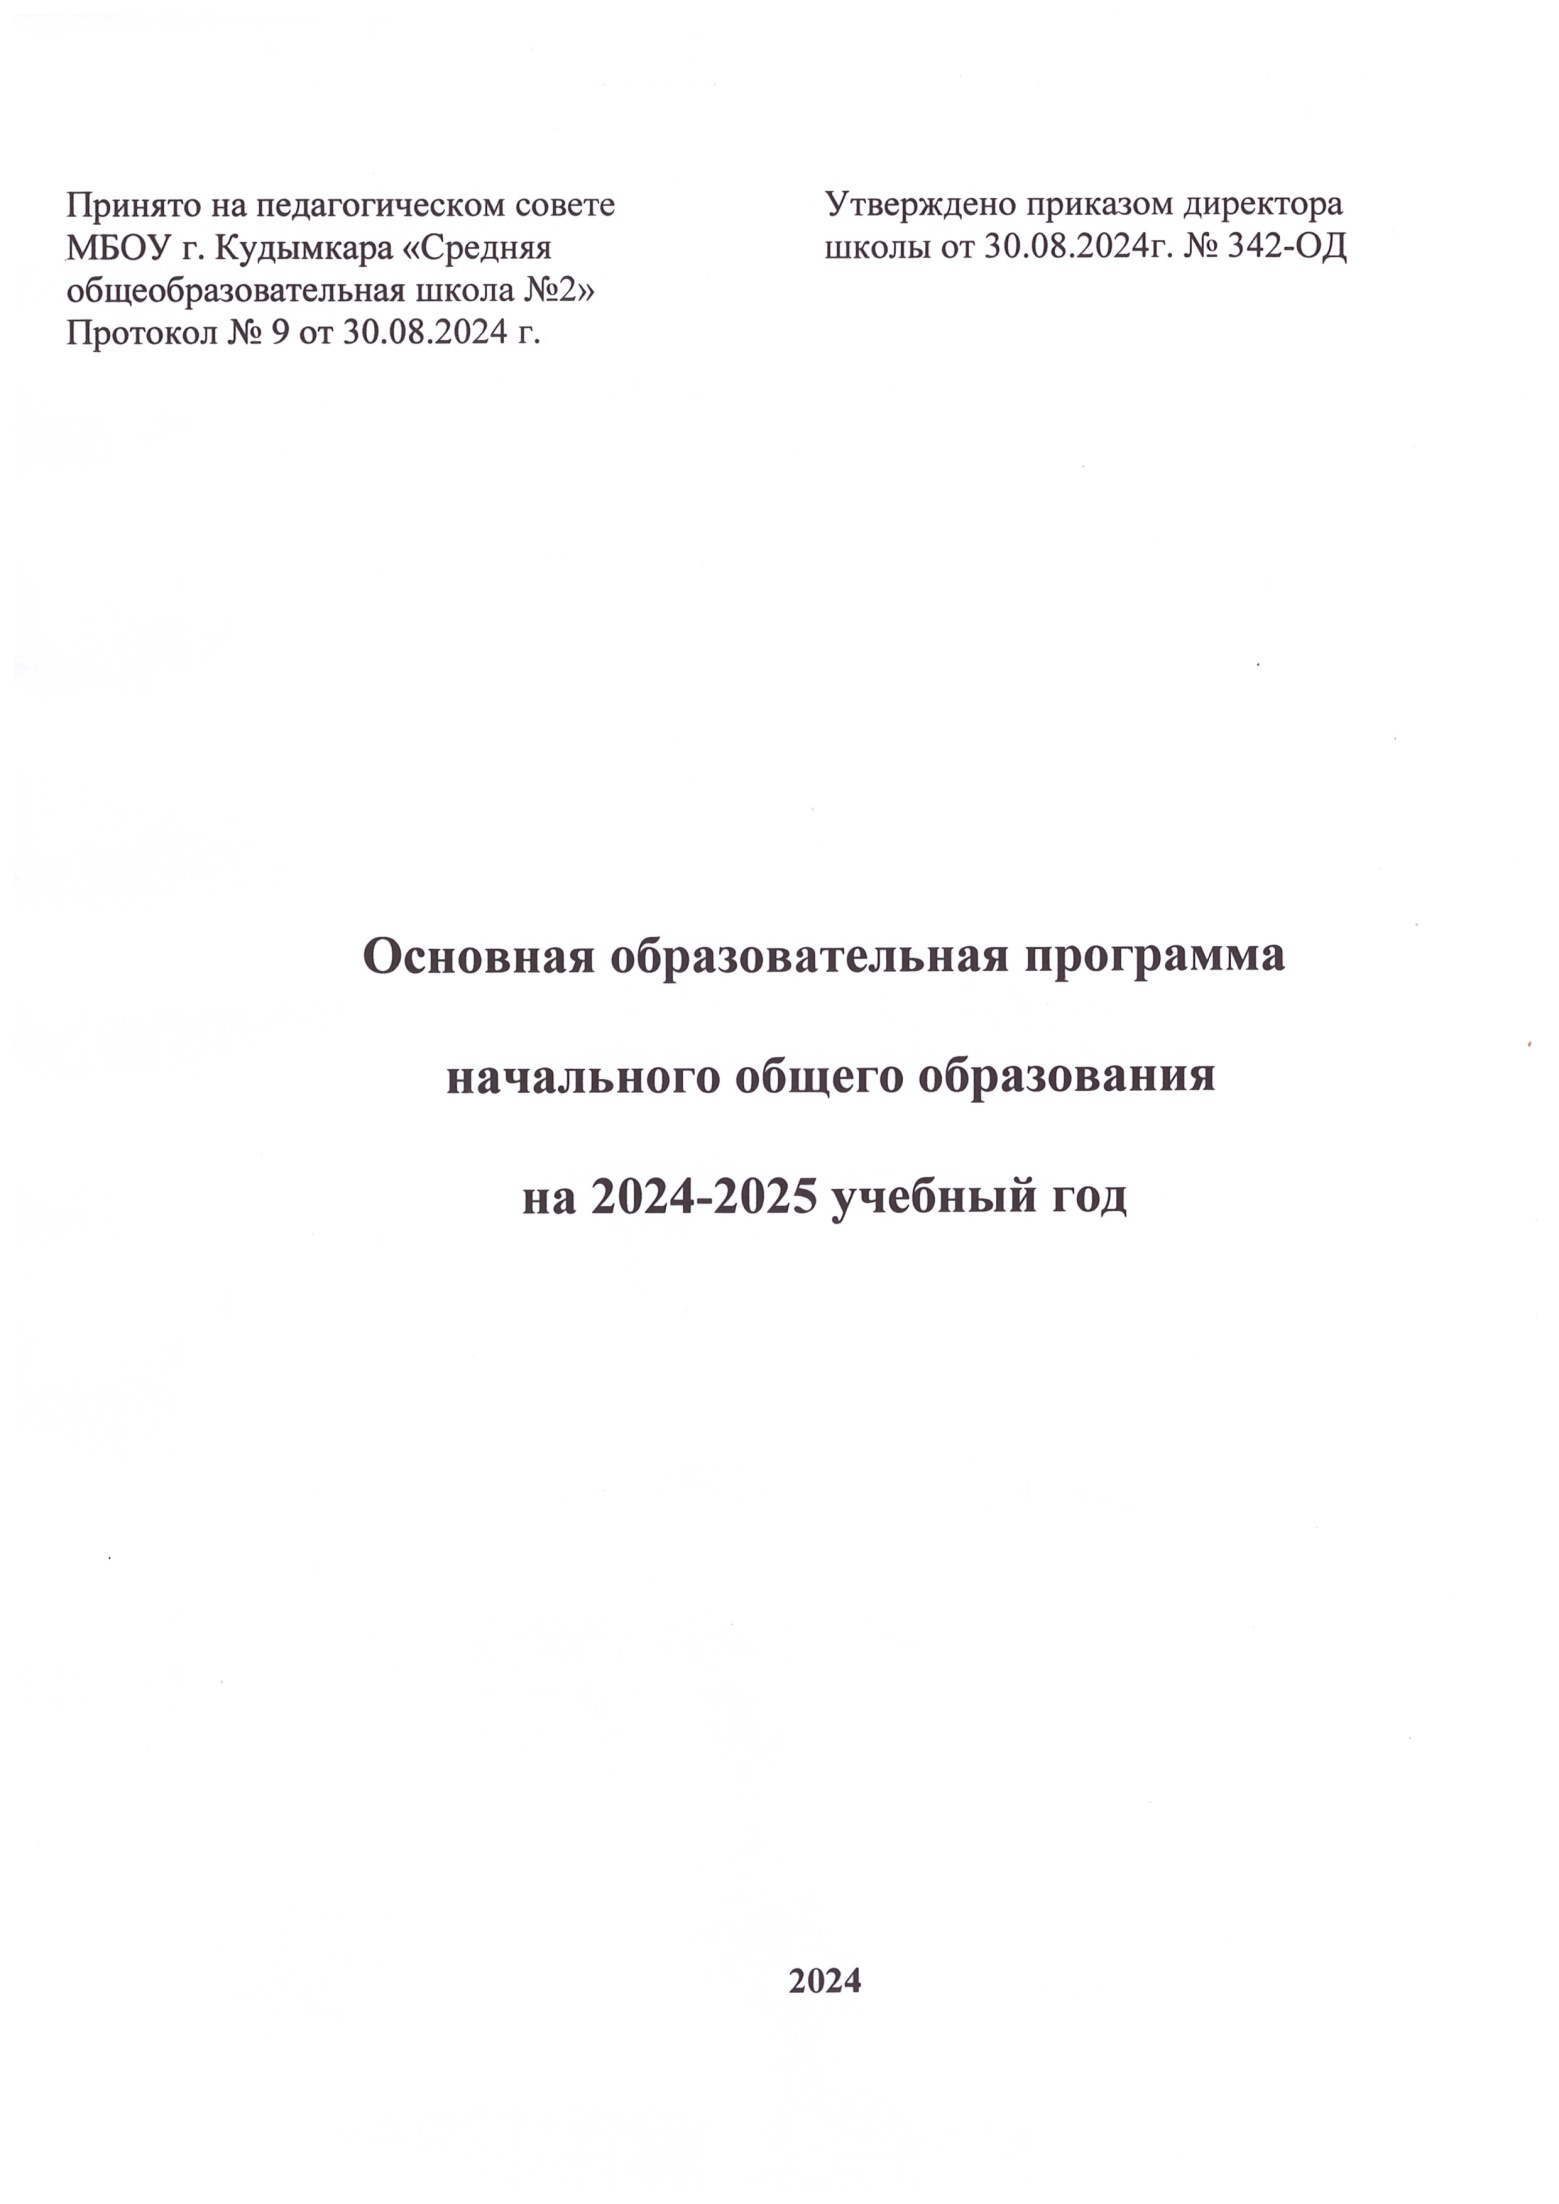 Принято на педагогическом совете
МБОУ г. Кудымкара «Средняя
общеобразовательная школа №2»
Протокол № 9 от 30.08.2024 г.
Утверждено приказом директора
школы от 30.08.2024г. № 342-ОД
Основная образовательная программа
начального общего образования
на 2024-2025 учебный год
2024